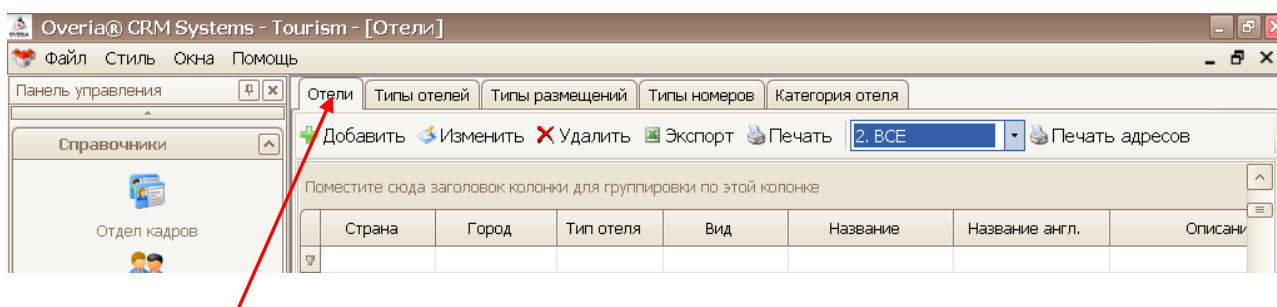 Overia® CRM Systems - Tourism - [Отели]
Файл Стиль Окна Помощь
Панель управления
Отели Типы отелей Типы размещений Типы номеров Категория отеля
Добавить Изменить Удалить Экспорт Печать 2. ВСЕ Печать адресов
Справочники
Поместите сюда заголовок колонки для группировки по этой колонке
Страна Город Тип отеля Вид Название Название англ. Описани
Отдел кадров